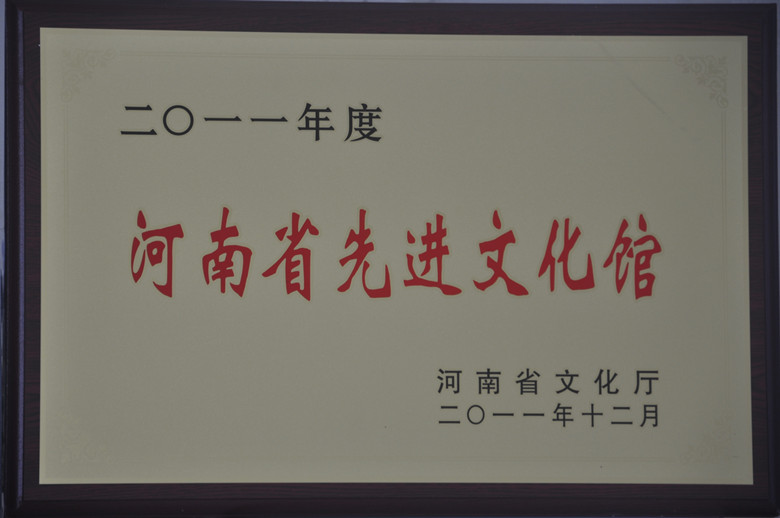 二〇一一年度
河南省先进文化馆
河南省文化厅
二〇一一年十二月